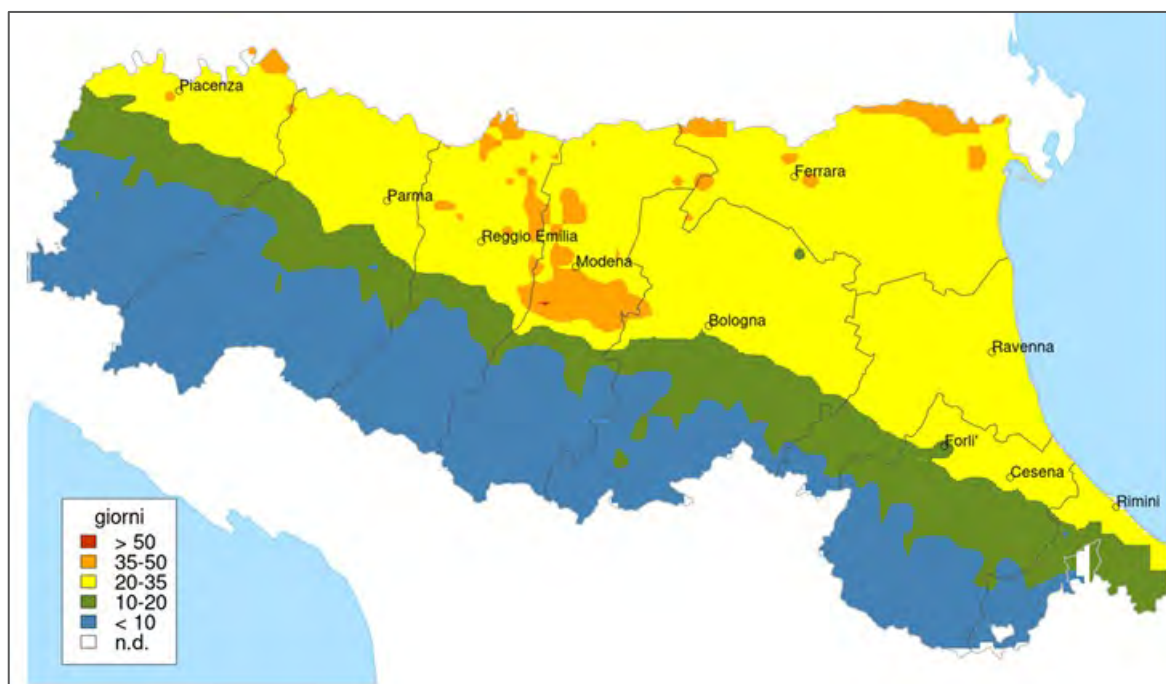 Piacenza
Parma
Reggio Emilia
Modena
Ferrara
Bologna
Ravenna
Forli'
Cesena
Rimini
giorni
> 50
35-50
20-35
10-20
< 10
n.d.